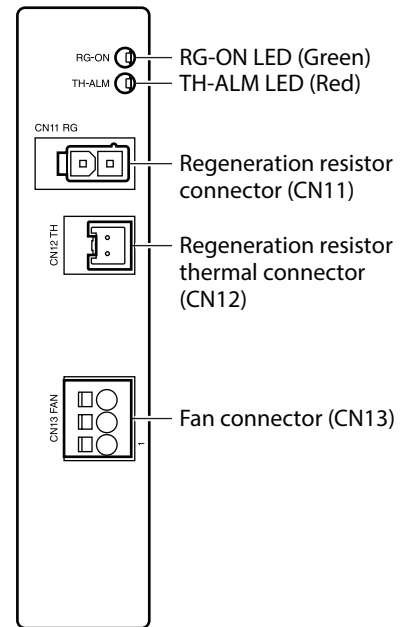 RG-ON
RG-ON LED (Green)
TH-ALM
TH-ALM LED (Red)
CN11 RG
Regeneration resistor
connector (CN11)
CN12 TH
Regeneration resistor
thermal connector
(CN12)
CN13 FAN
Fan connector (CN13)
1